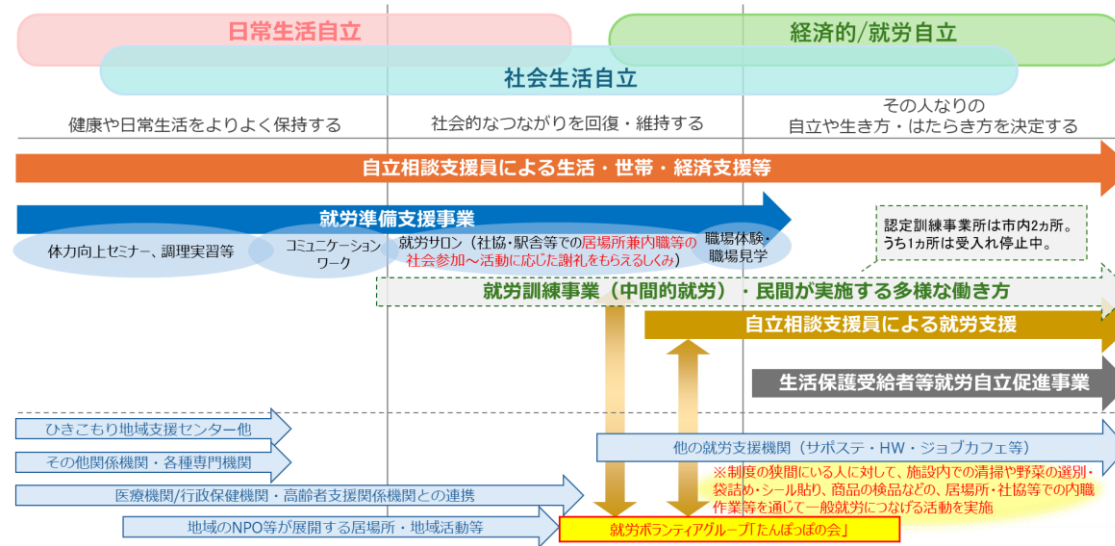 日常生活自立
経済的/就労自立
社会生活自立
健康や日常生活をよりよく保持する
社会的なつながりを回復・維持する
その人なりの
自立や生き方・はたらき方を決定する
自立相談支援員による生活・世帯・経済支援等
就労準備支援事業
体力向上セミナー、調理実習等
コミュニケーション
ワーク
就労サロン（社協・駅舎等での居場所兼内職等の
社会参加～活動に応じた謝礼をもらえるしくみ）
職場体験・
職場見学
認定訓練事業所は市内2ヵ所。
うち1ヵ所は受入れ停止中。
就労訓練事業（中間的就労）・民間が実施する多様な働き方
自立相談支援員による就労支援
生活保護受給者等就労自立促進事業
ひきこもり地域支援センター他
その他関係機関・各種専門機関
医療機関/行政保健機関・高齢者支援関係機関との連携
地域のNPO等が展開する居場所・地域活動等
他の就労支援機関（サポステ・HW・ジョブカフェ等）
※制度の狭間にいる人に対して、施設内での清掃や野菜の選別・
袋詰め・シール貼り、商品の検品などの、居場所・社協等での内職
作業等を通じて一般就労につなげる活動を実施
就労ボランティアグループ「たんぽぽの会」